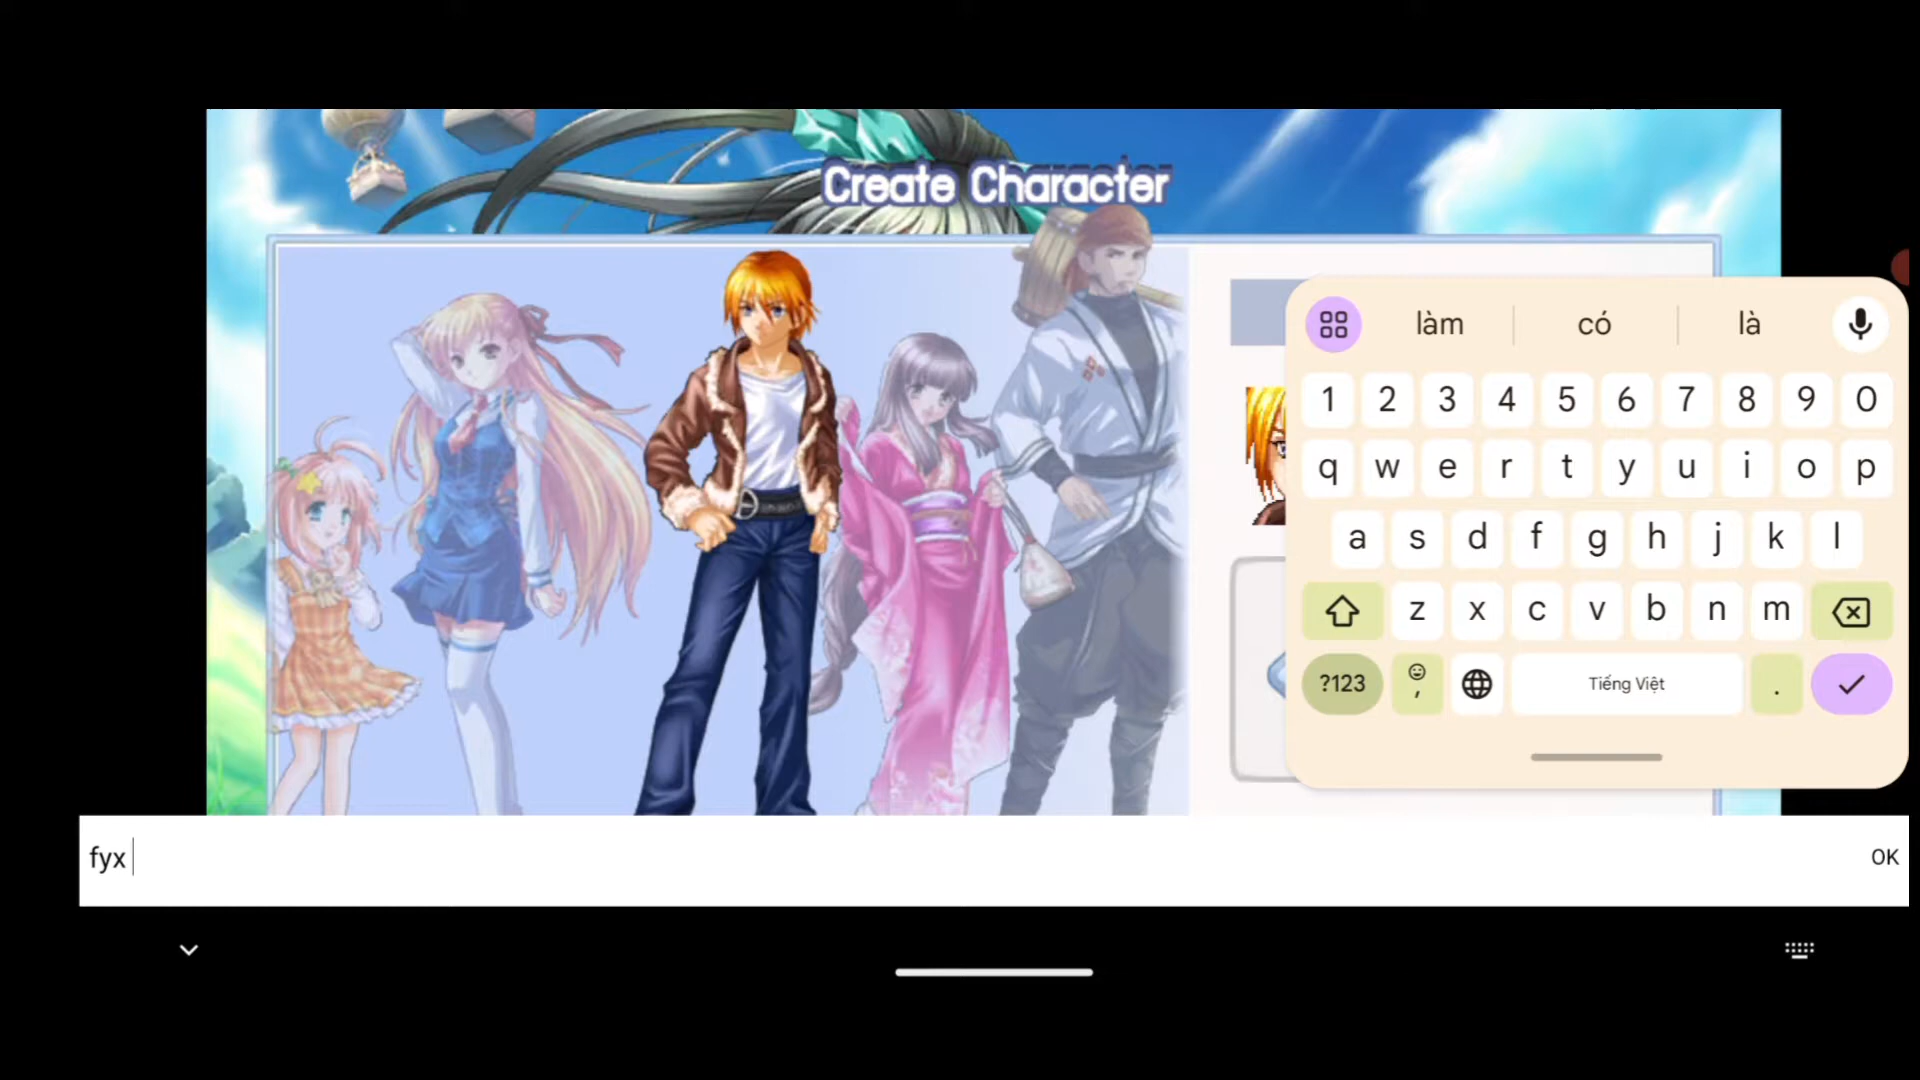 Create Character
làm có là
1 2 3 4 5 6 7 8 9 0
q w e r t y u i o p
a s d f g h j k l
z x c v b n m
?123 , Tiếng Việt .
fyx
OK